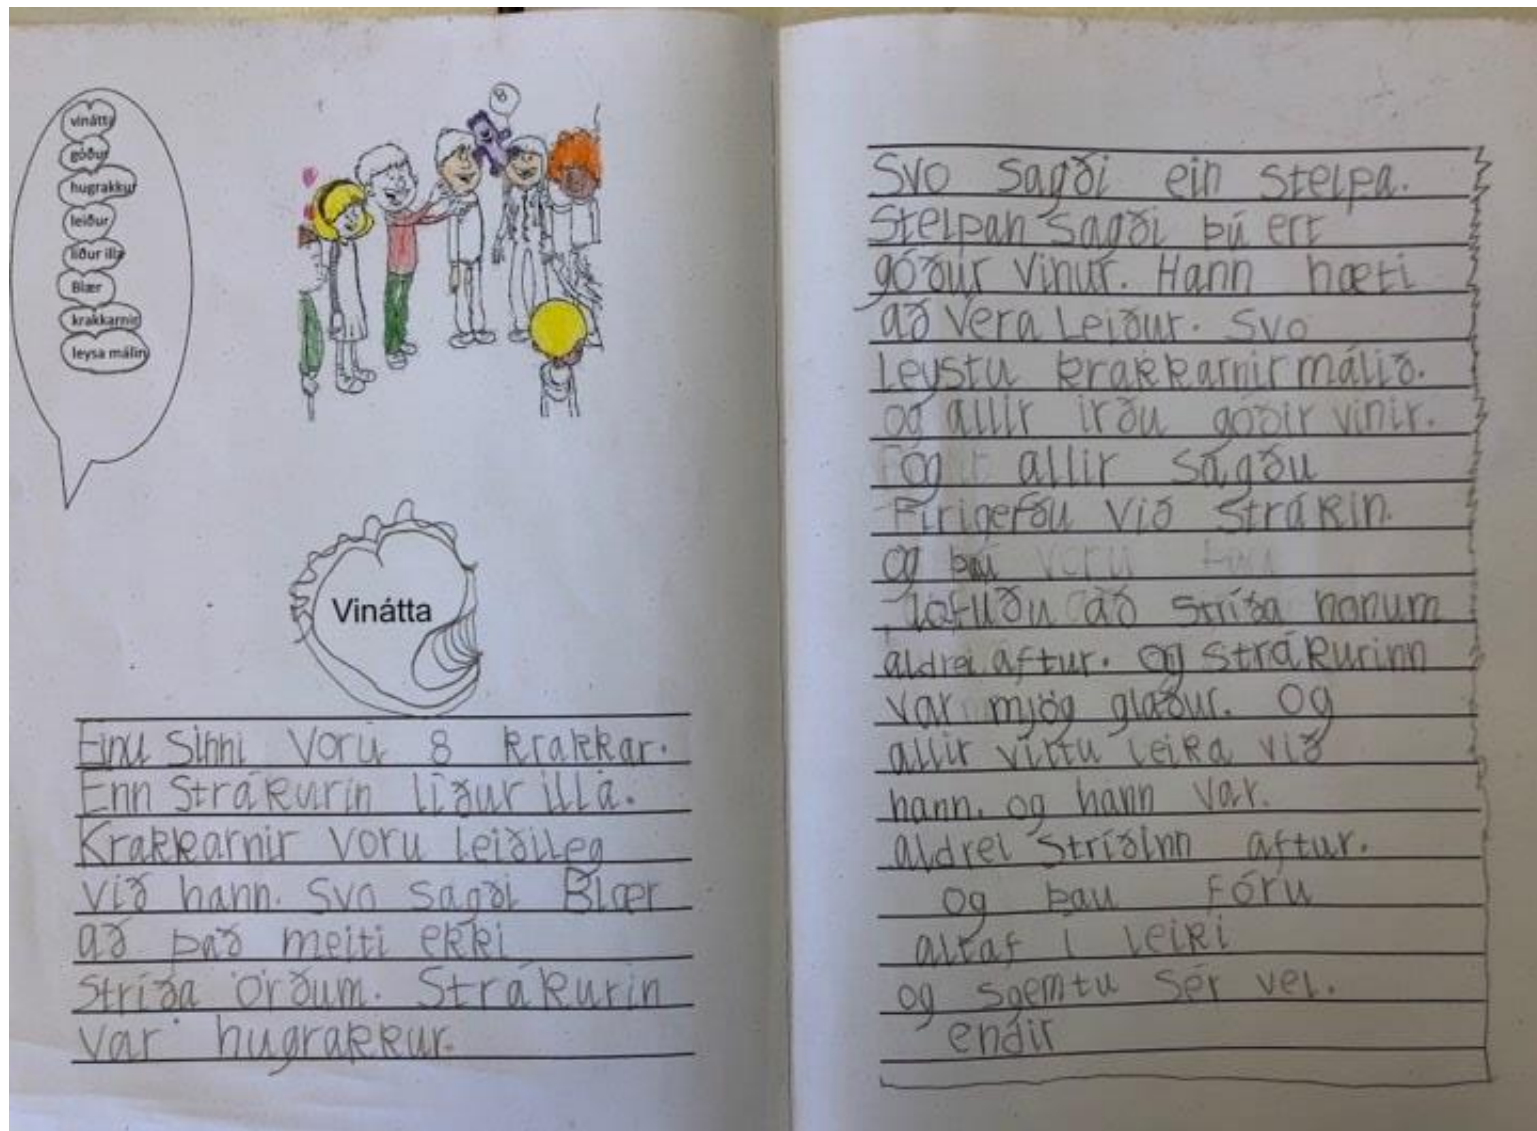 vinátta
góður
hugrakkur
leiður
líður illa
Blær
krakkarnir
leysa málin
Vinátta
Einu Sinni voru 8 krakkar.
Enn Strákurin líður illa.
Krakkarnir voru leiðileg
við hann. Svo sagði Blær
að það meiti ekki
stríða örðum. Strákurin
var hugrakkur.
Svo sagði ein stelpa.
Stelpan sagði þú ert
góður vinur. Hann hæti
að vera leiður. Svo
leystu krakkarnir málið.
og allir irðu góðir vinir.
og allir sagðu
Firigefðu við strákin.
og þau
lofuðu að stríða honum
aldrei aftur. og strákurinn
var mjög glaður. og
allir viltu leika við
hann. og hann var.
aldrei stríðinn aftur.
og þau fóru
altaf í leiki
og sgemtu sér vel.
endir